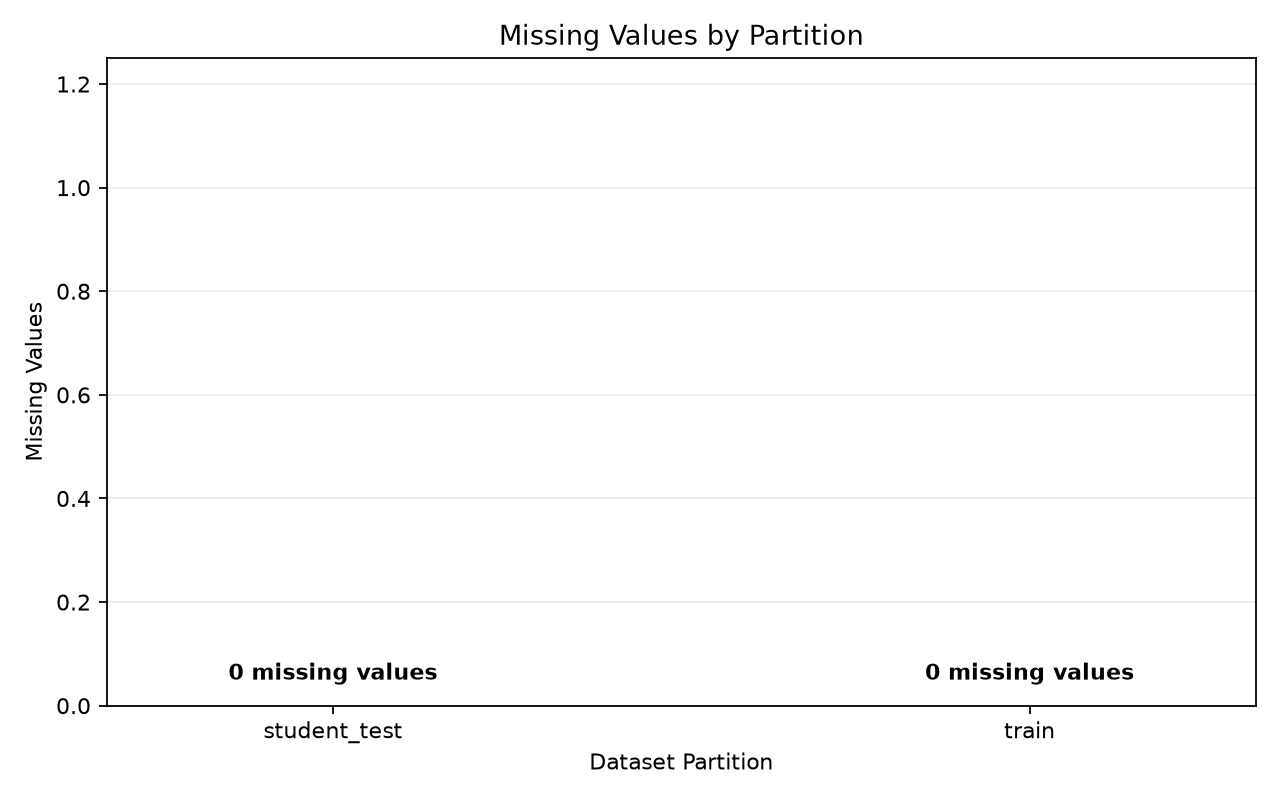 Missing Values by Partition
Missing Values
1.2
1.0
0.8
0.6
0.4
0.2
0.0
0 missing values
0 missing values
student_test
train
Dataset Partition